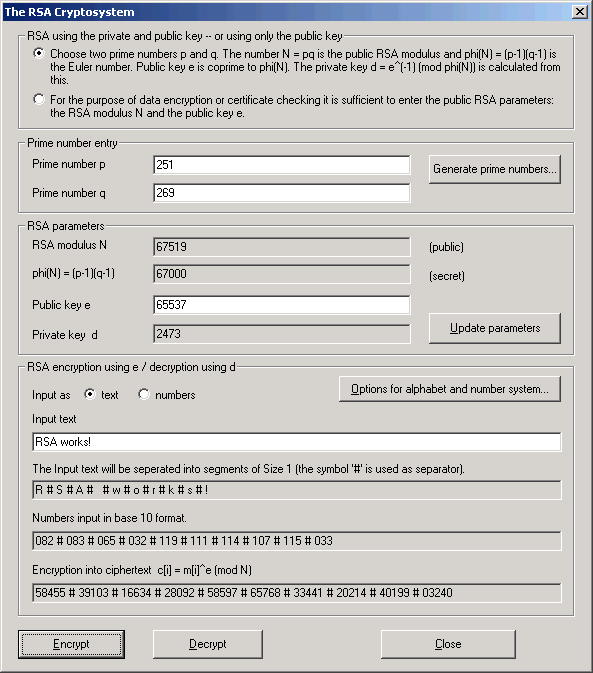 The RSA Cryptosystem
RSA using the private and public key -- or using only the public key
Choose two prime numbers p and q. The number N = pq is the public RSA modulus and phi(N) = (p-1)(q-1) is
the Euler number. Public key e is coprime to phi(N). The private key d = e^(-1) (mod phi(N)) is calculated from
this.
For the purpose of data encryption or certificate checking it is sufficient to enter the public RSA parameters:
the RSA modulus N and the public key e.
Prime number entry
Prime number p 251 Generate prime numbers...
Prime number q 269
RSA parameters
RSA modulus N 67519 (public)
phi(N) = (p-1)(q-1) 67000 (secret)
Public key e 65537
Private key d 2473 Update parameters
RSA encryption using e / decryption using d
Input as text numbers Options for alphabet and number system...
Input text
RSA works!
The Input text will be seperated into segments of Size 1 (the symbol '#' is used as separator).
R # S # A # # w # o # r # k # s # !
Numbers input in base 10 format.
082 # 083 # 065 # 032 # 119 # 111 # 114 # 107 # 115 # 033
Encryption into ciphertext c[i] = m[i]^e (mod N)
58455 # 39103 # 16634 # 28092 # 58597 # 65768 # 33441 # 20214 # 40199 # 03240
Encrypt Decrypt Close